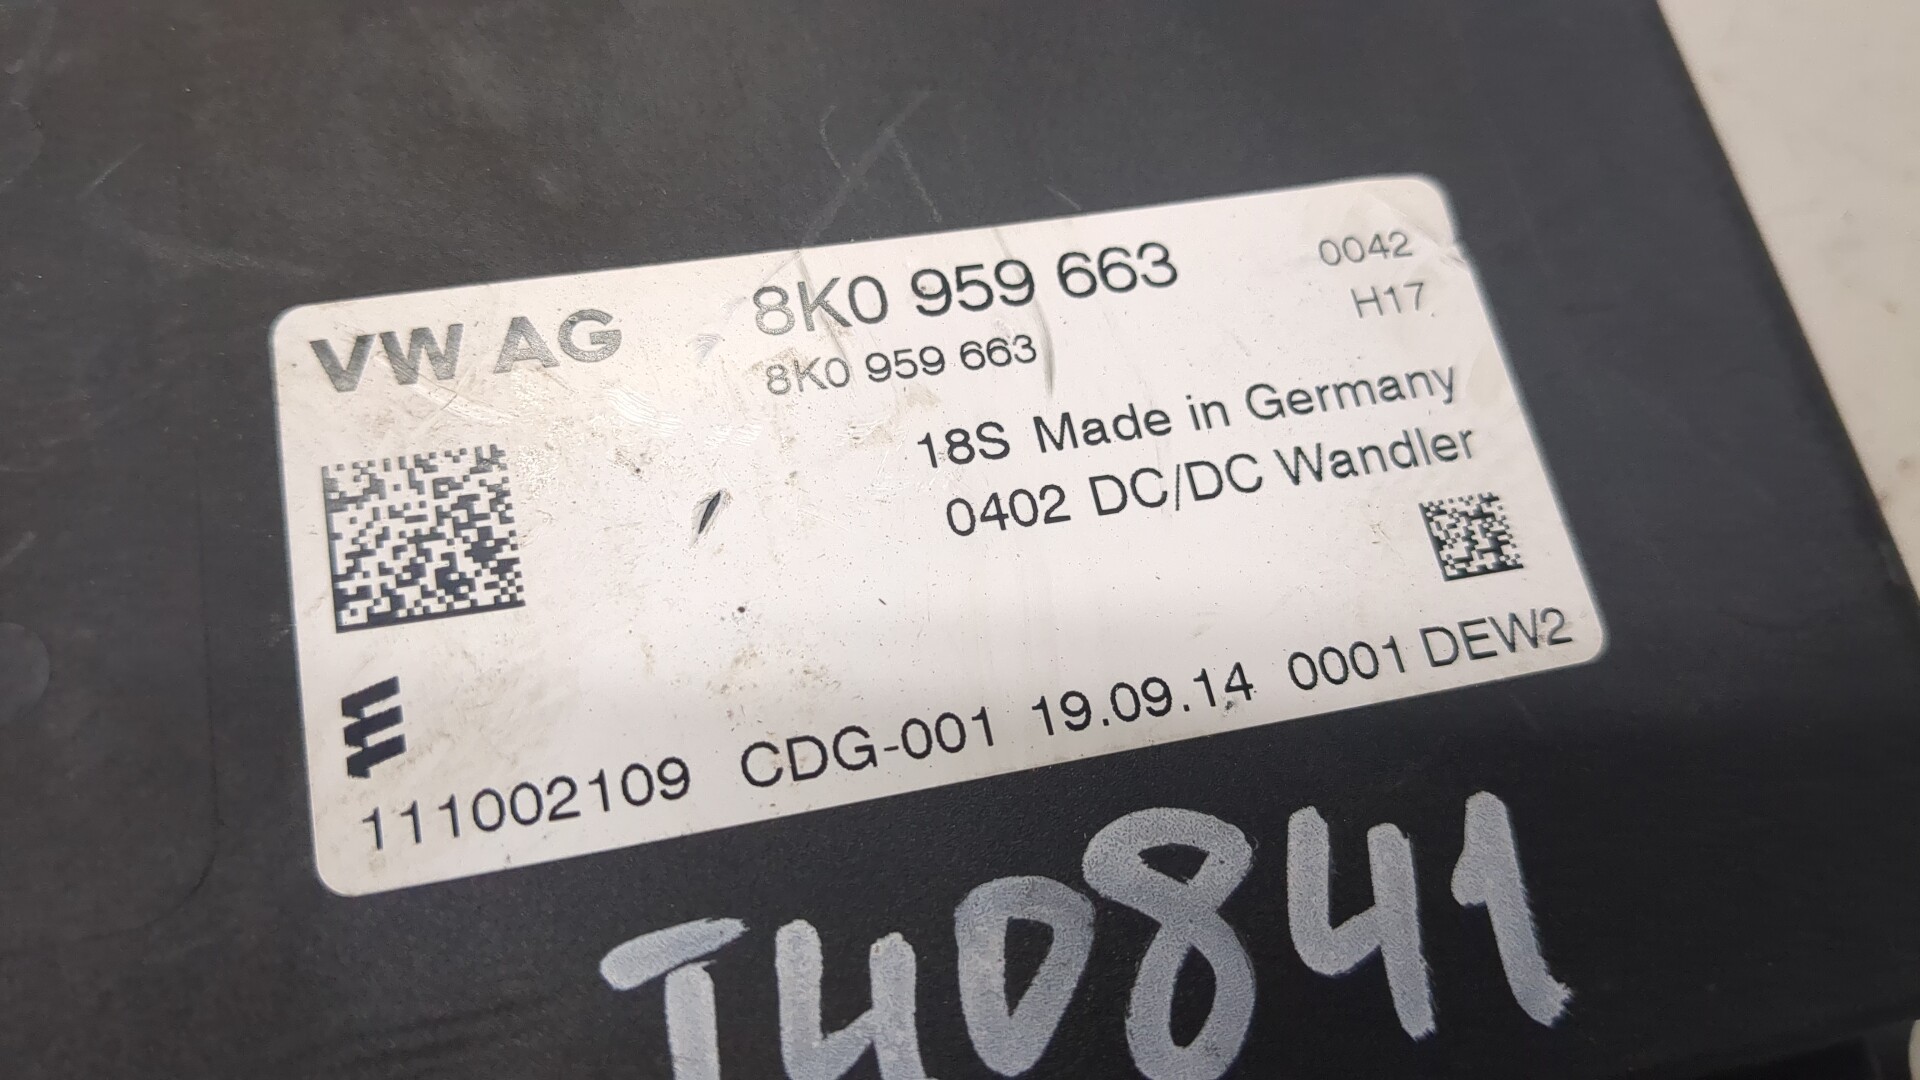 VW AG
8K0 959 663
0042
8K0 959 663
H17
18S Made in Germany
0402 DC/DC Wandler
111002109 CDG-001 19.09.14 0001 DEW2
T40841